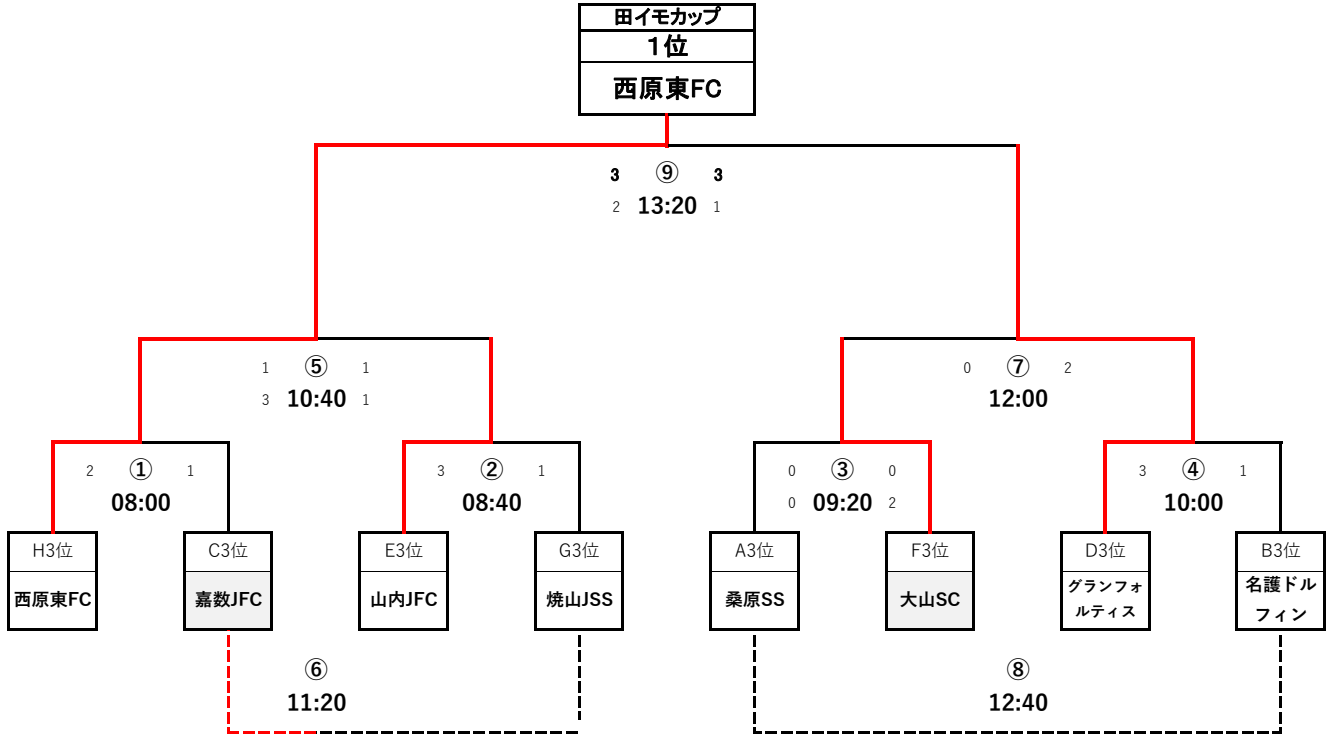 田イモカップ
1位
西原東FC
3 ⑨ 3
2 13:20 1
1 ⑤ 1
3 10:40 1
0 ⑦ 2
12:00
2 ① 1
08:00
3 ② 1
08:40
0 ③ 0
0 09:20 2
3 ④ 1
10:00
H3位
西原東FC
C3位
嘉数JFC
E3位
山内JFC
G3位
焼山JSS
A3位
桑原SS
F3位
大山SC
D3位
グランフォ
ルティス
B3位
名護ドル
フィン
⑥
11:20
⑧
12:40